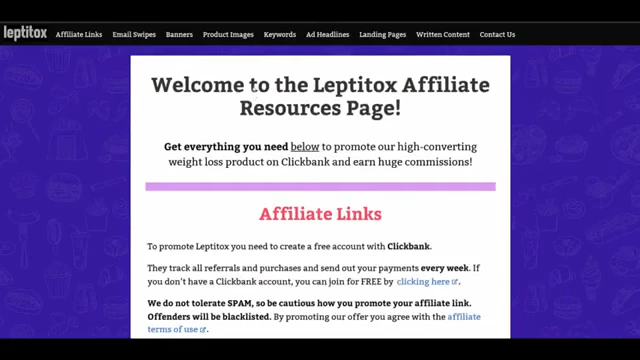 leptitox Affiliate Links Email Swipes Banners Product Images Keywords Ad Headlines Landing Pages Written Content Contact Us
Welcome to the Leptitox Affiliate
Resources Page!
Get everything you need below to promote our high-converting
weight loss product on Clickbank and earn huge commissions!
Affiliate Links
To promote Leptitox you need to create a free account with Clickbank.
They track all referrals and purchases and send out your payments every week. If
you don't have a Clickbank account, you can join for FREE by clicking here.
We do not tolerate SPAM, so be cautious how you promote your affiliate link.
Offenders will be blacklisted. By promoting our offer you agree with the affiliate
terms of use.